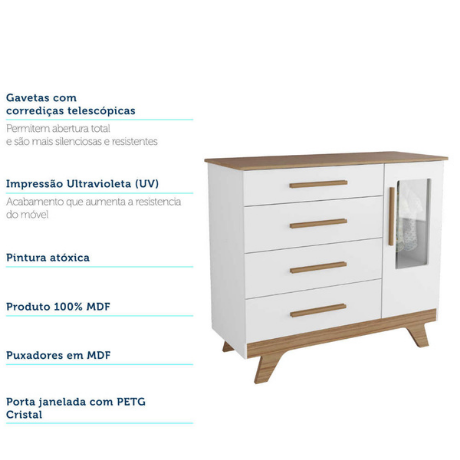 Gavetas com
corrediças telescópicas
Permitem abertura total
e são mais silenciosas e resistentes
Impressão Ultravioleta (UV)
Acabamento que aumenta a resistencia
do móvel
Pintura atóxica
Produto 100% MDF
Puxadores em MDF
Porta janelada com PETG
Cristal